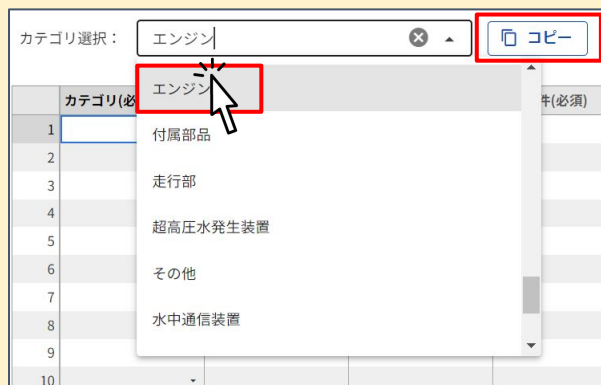 カテゴリ選択： エンジン コピー
エンジン
カテゴリ(必 件(必須)
1
付属部品
2
走行部
3
4
超高圧水発生装置
5
6
その他
7
水中通信装置
8
9
10